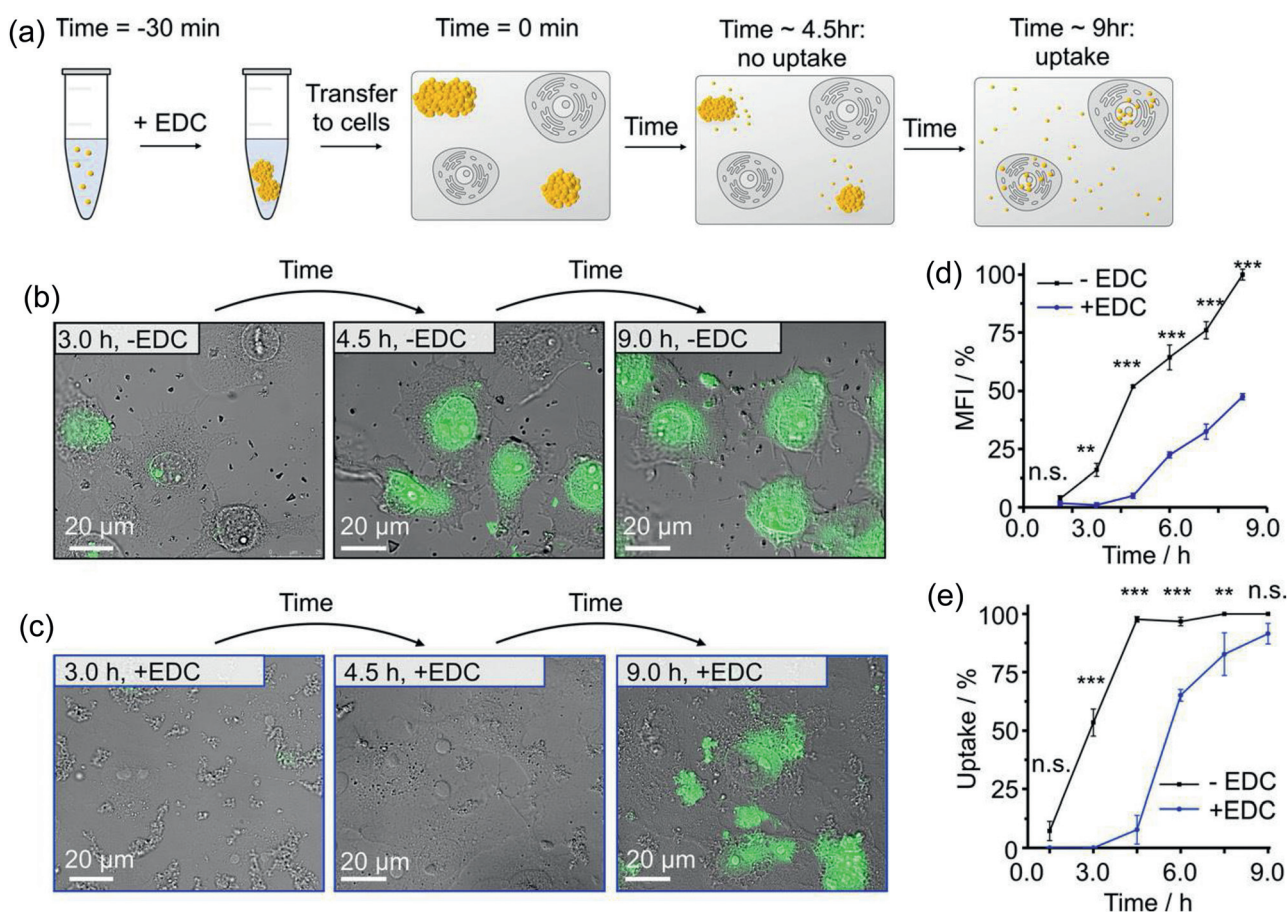 (a)
Time = -30 min
+ EDC
Transfer
to cells
Time = 0 min
Time
Time ~ 4.5hr:
no uptake
Time
Time ~ 9hr:
uptake
(b)
Time
Time
3.0 h, -EDC
4.5 h, -EDC
9.0 h, -EDC
20 µm
20 µm
20 µm
(c)
Time
Time
3.0 h, +EDC
4.5 h, +EDC
9.0 h, +EDC
20 µm
20 µm
20 µm
(d)
MFI / %
100
75
50
25
0
- EDC
+EDC
n.s.
**
***
***
***
***
0.0
3.0
6.0
9.0
Time / h
(e)
Uptake / %
100
75
50
25
0
n.s.
***
***
***
**
n.s.
- EDC
+EDC
0.0
3.0
6.0
9.0
Time / h